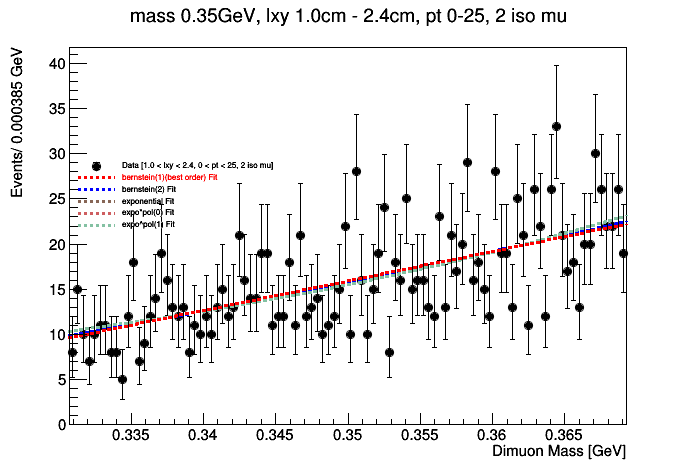 mass 0.35GeV, lxy 1.0cm - 2.4cm, pt 0-25, 2 iso mu
Events/ 0.000385 GeV
40
35
30
25
20
15
10
5
0
Data [1.0 < lxy < 2.4, 0 < pt < 25, 2 iso mu]
bernstein(1)(best order) Fit
bernstein(2) Fit
exponential Fit
expo*pol(0) Fit
expo*pol(1) Fit
0.335
0.34
0.345
0.35
0.355
0.36
0.365
Dimuon Mass [GeV]